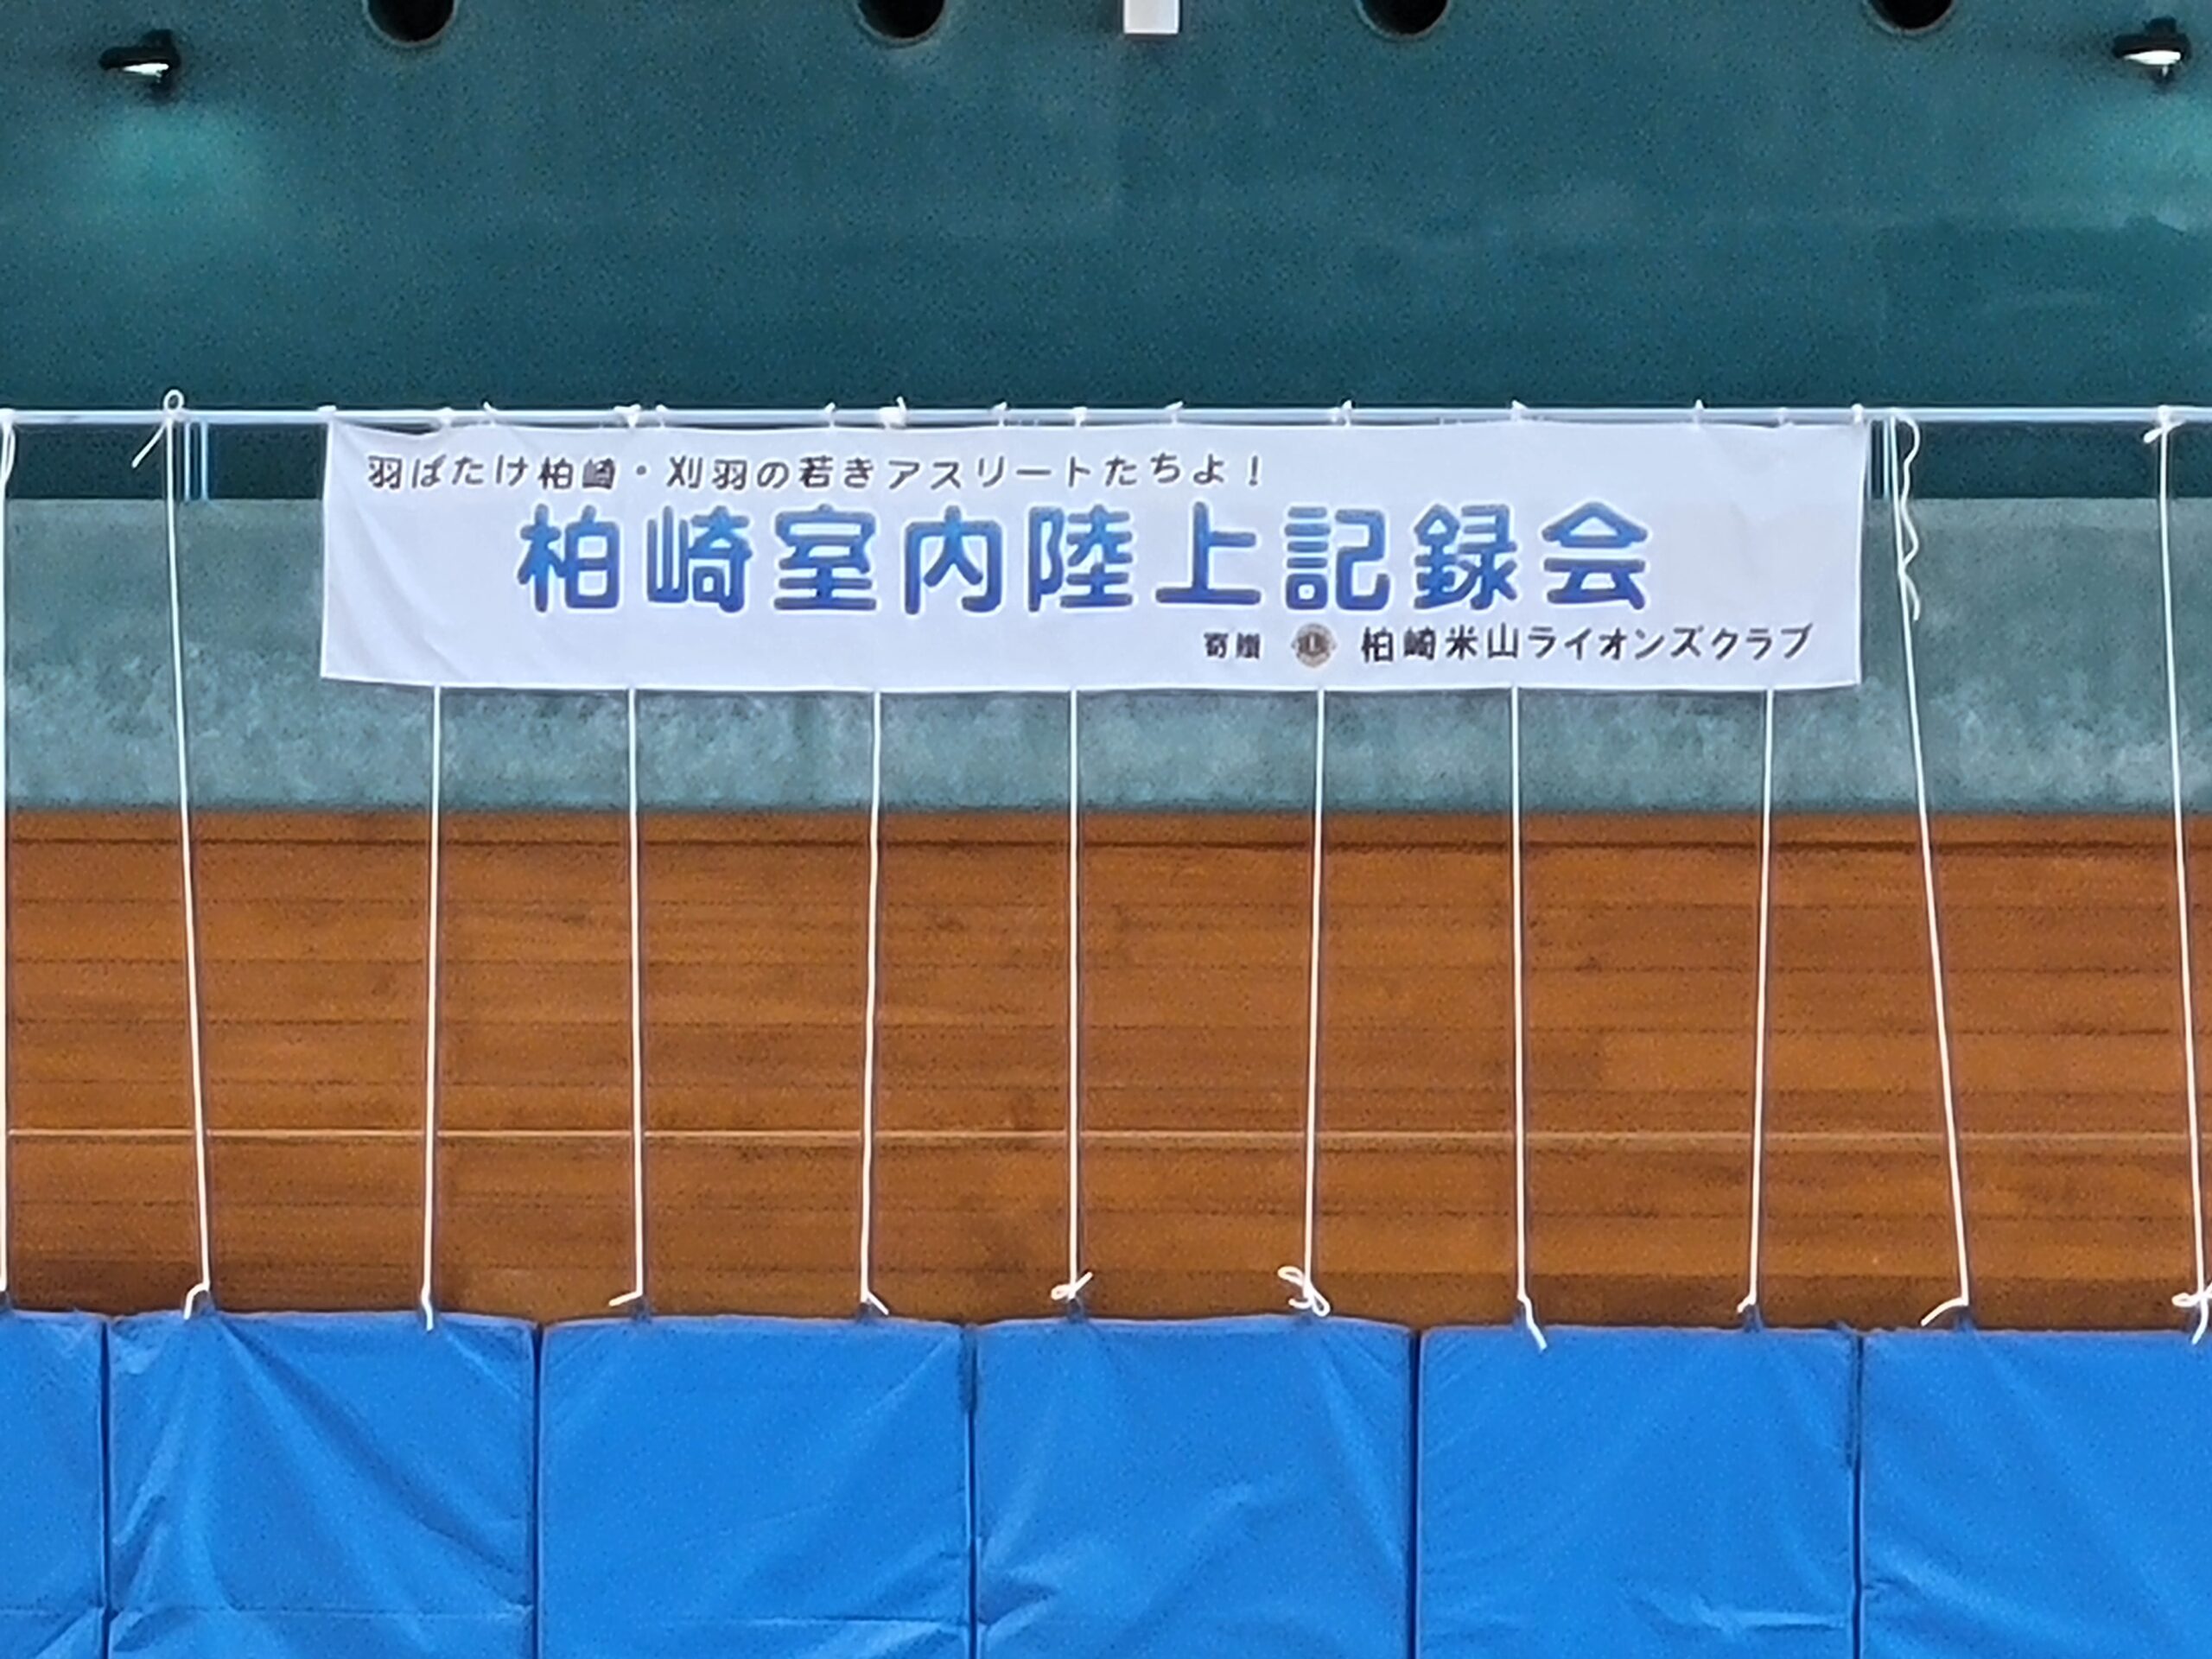 羽ばたけ柏崎・刈羽の若きアスリートたちよ！
柏崎室内陸上記録会
寄贈 柏崎米山ライオンズクラブ